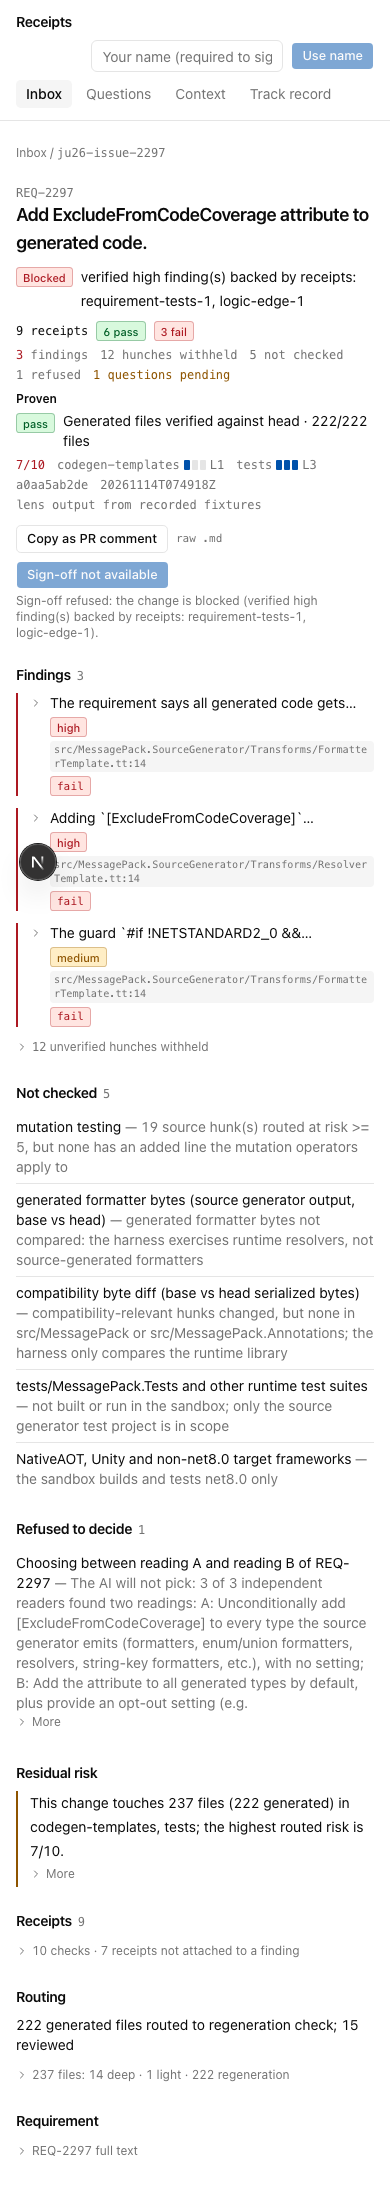 Receipts
Your name (required to sig
Use name
Inbox Questions Context Track record
Inbox / ju26-issue-2297
REQ-2297
Add ExcludeFromCodeCoverage attribute to
generated code.
Blocked verified high finding(s) backed by receipts:
requirement-tests-1, logic-edge-1
9 receipts 6 pass 3 fail
3 findings 12 hunches withheld 5 not checked
1 refused 1 questions pending
Proven
pass Generated files verified against head · 222/222
files
7/10 codegen-templates L1 tests L3
a0aa5ab2de 20261114T074918Z
lens output from recorded fixtures
Copy as PR comment raw .md
Sign-off not available
Sign-off refused: the change is blocked (verified high
finding(s) backed by receipts: requirement-tests-1,
logic-edge-1).
Findings 3
The requirement says all generated code gets…
high
src/MessagePack.SourceGenerator/Transforms/Formatte
rTemplate.tt:14
fail
Adding `[ExcludeFromCodeCoverage]`…
high
src/MessagePack.SourceGenerator/Transforms/Resolver
Template.tt:14
fail
N
The guard `#if !NETSTANDARD2_0 &&…
medium
src/MessagePack.SourceGenerator/Transforms/Formatte
rTemplate.tt:14
fail
12 unverified hunches withheld
Not checked 5
mutation testing — 19 source hunk(s) routed at risk >=
5, but none has an added line the mutation operators
apply to
generated formatter bytes (source generator output,
base vs head) — generated formatter bytes not
compared: the harness exercises runtime resolvers, not
source-generated formatters
compatibility byte diff (base vs head serialized bytes)
— compatibility-relevant hunks changed, but none in
src/MessagePack or src/MessagePack.Annotations; the
harness only compares the runtime library
tests/MessagePack.Tests and other runtime test suites
— not built or run in the sandbox; only the source
generator test project is in scope
NativeAOT, Unity and non-net8.0 target frameworks —
the sandbox builds and tests net8.0 only
Refused to decide 1
Choosing between reading A and reading B of REQ-
2297 — The AI will not pick: 3 of 3 independent
readers found two readings: A: Unconditionally add
[ExcludeFromCodeCoverage] to every type the source
generator emits (formatters, enum/union formatters,
resolvers, string-key formatters, etc.), with no setting;
B: Add the attribute to all generated types by default,
plus provide an opt-out setting (e.g.
More
Residual risk
This change touches 237 files (222 generated) in
codegen-templates, tests; the highest routed risk is
7/10.
More
Receipts 9
10 checks · 7 receipts not attached to a finding
Routing
222 generated files routed to regeneration check; 15
reviewed
237 files: 14 deep · 1 light · 222 regeneration
Requirement
REQ-2297 full text